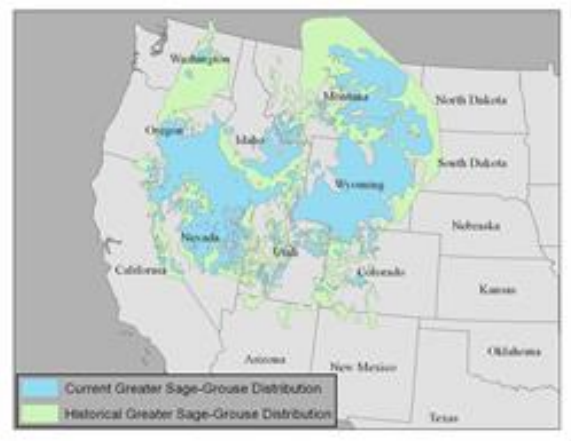 Washington
Montana
North Dakota
Oregon
Idaho
South Dakota
Wyoming
Nebraska
Nevada
Utah
California
Colorado
Kansas
Oklahoma
Arizona
New Mexico
Current Greater Sage-Grouse Distribution
Historical Greater Sage-Grouse Distribution
Texas